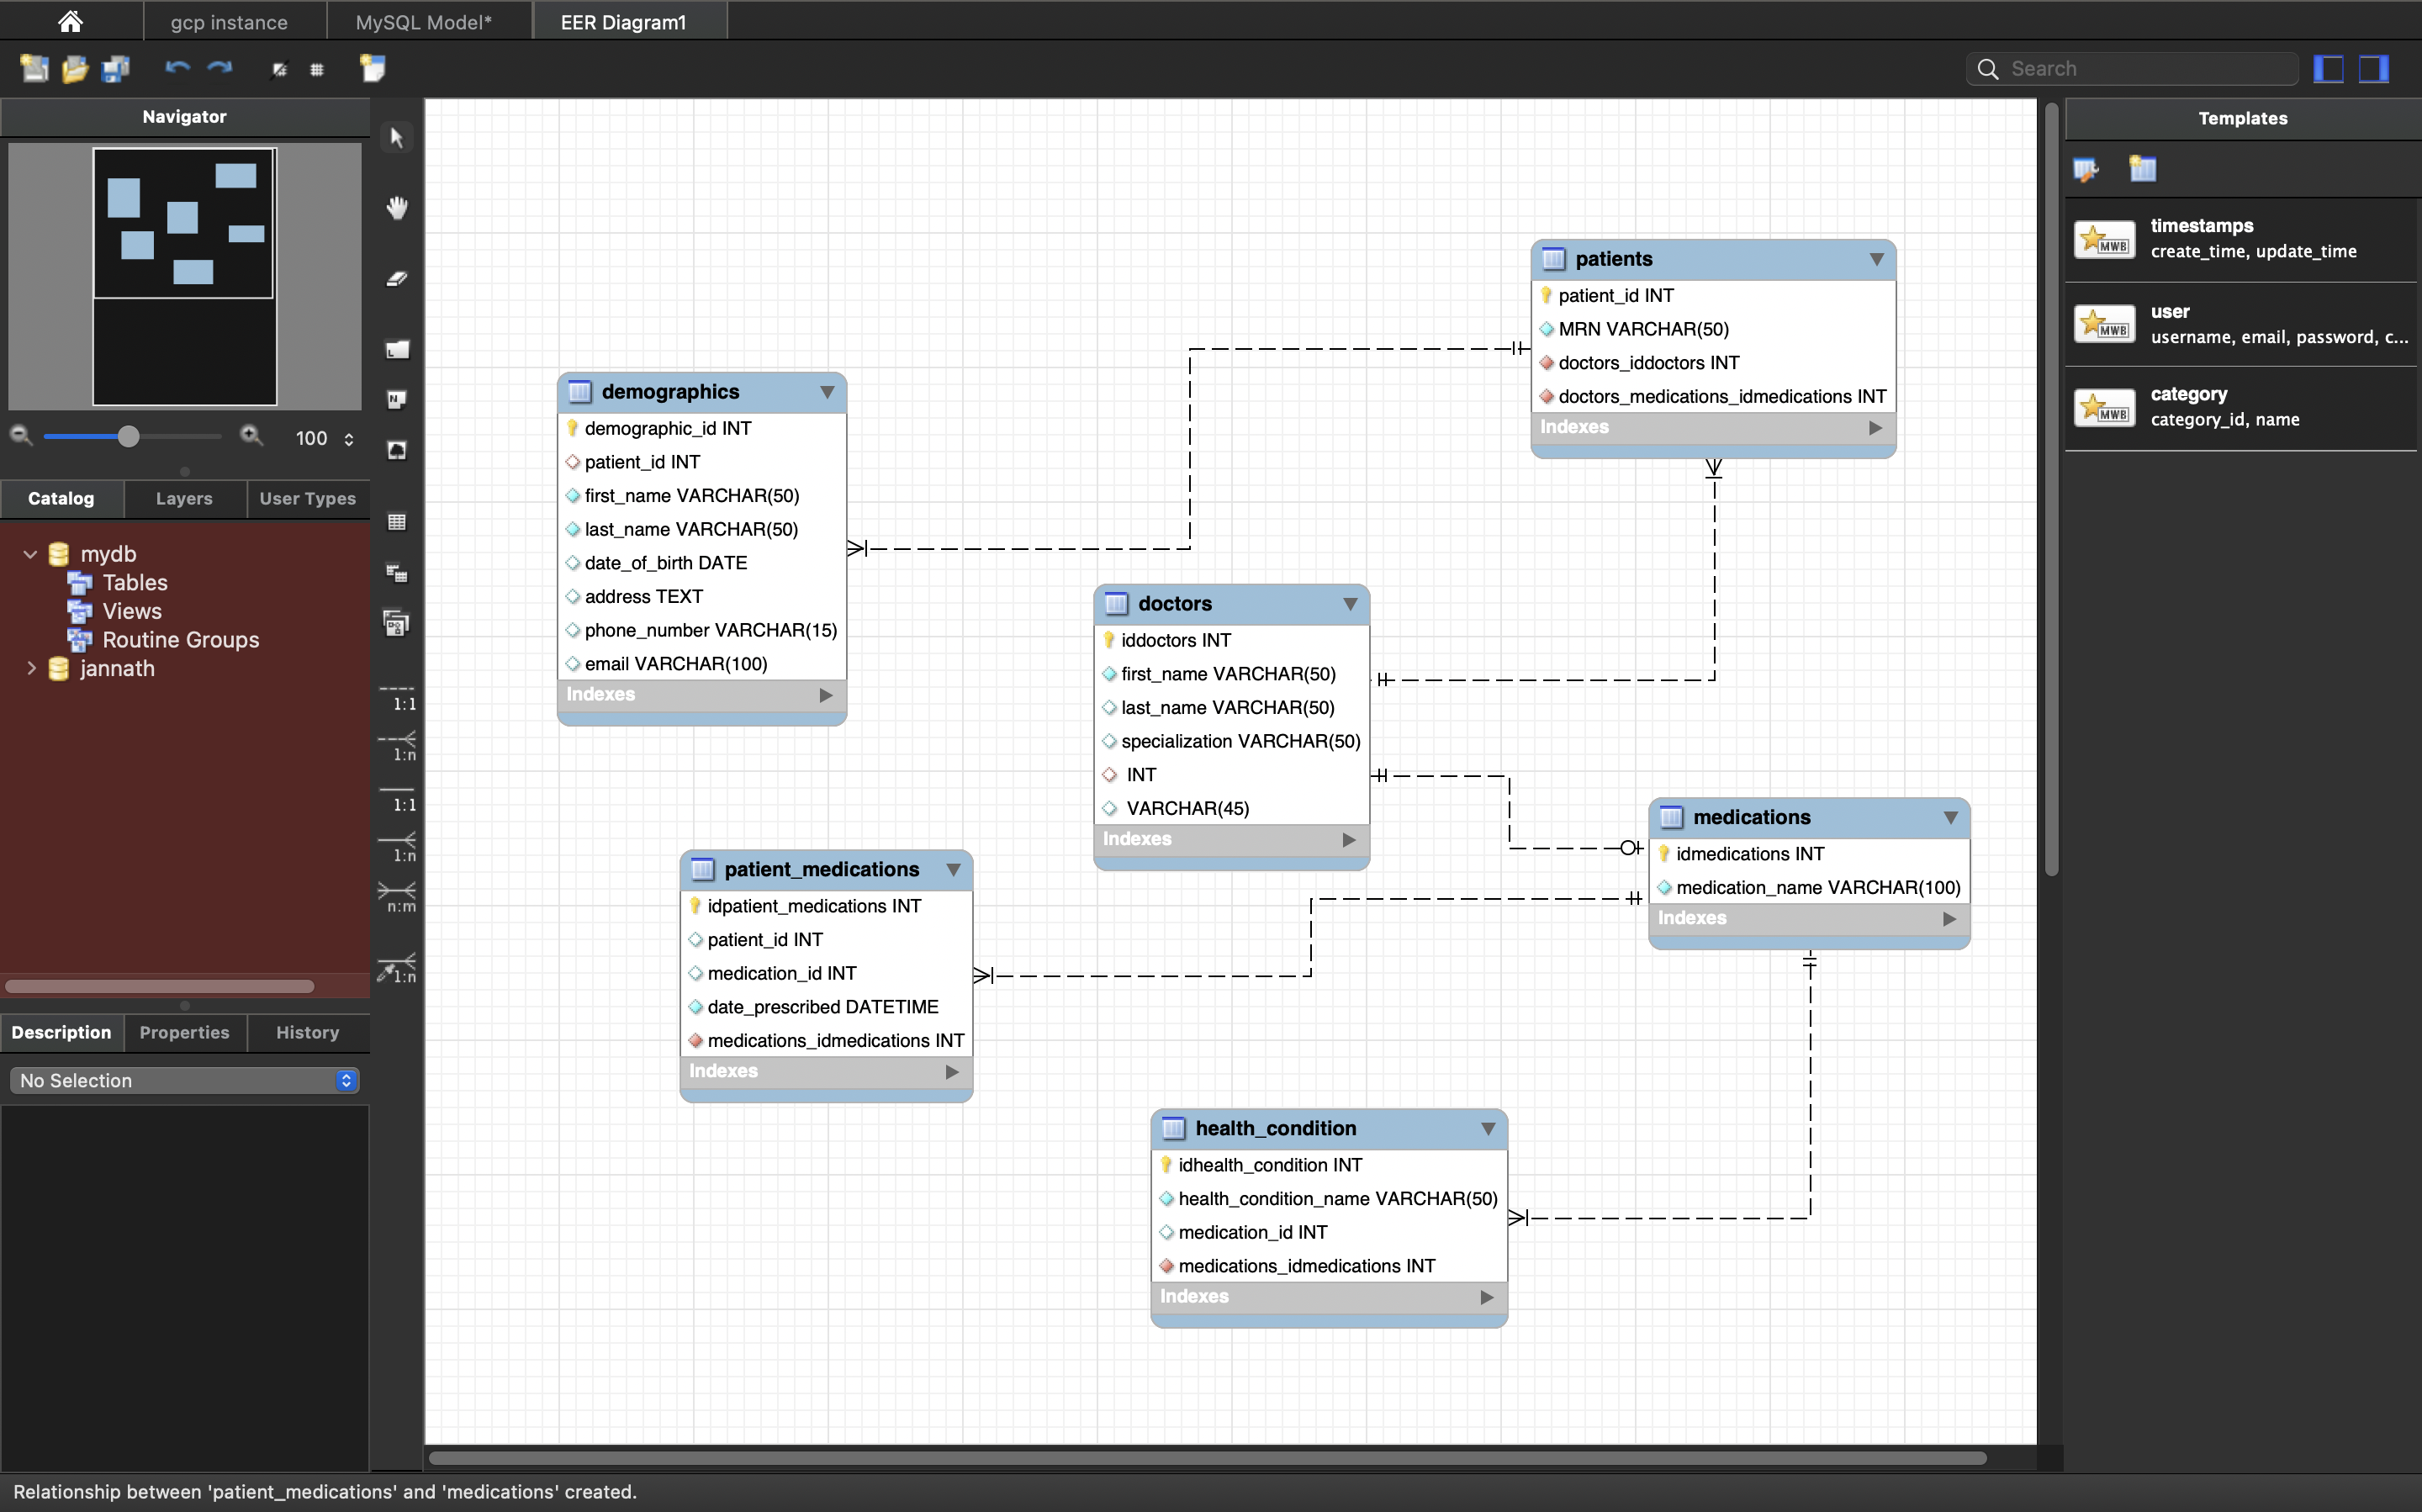 gcp instance
MySQL Model*
EER Diagram1
Search
Navigator
100
Catalog
Layers
User Types
mydb
Tables
Views
Routine Groups
jannath
Description
Properties
History
No Selection
1:1
1:n
1:1
1:n
n:m
1:n
demographics
demographic_id INT
patient_id INT
first_name VARCHAR(50)
last_name VARCHAR(50)
date_of_birth DATE
address TEXT
phone_number VARCHAR(15)
email VARCHAR(100)
Indexes
patients
patient_id INT
MRN VARCHAR(50)
doctors_iddoctors INT
doctors_medications_idmedications INT
Indexes
doctors
iddoctors INT
first_name VARCHAR(50)
last_name VARCHAR(50)
specialization VARCHAR(50)
INT
VARCHAR(45)
Indexes
medications
idmedications INT
medication_name VARCHAR(100)
Indexes
patient_medications
idpatient_medications INT
patient_id INT
medication_id INT
date_prescribed DATETIME
medications_idmedications INT
Indexes
health_condition
idhealth_condition INT
health_condition_name VARCHAR(50)
medication_id INT
medications_idmedications INT
Indexes
Templates
MWB
timestamps
create_time, update_time
MWB
user
username, email, password, c...
MWB
category
category_id, name
Relationship between 'patient_medications' and 'medications' created.